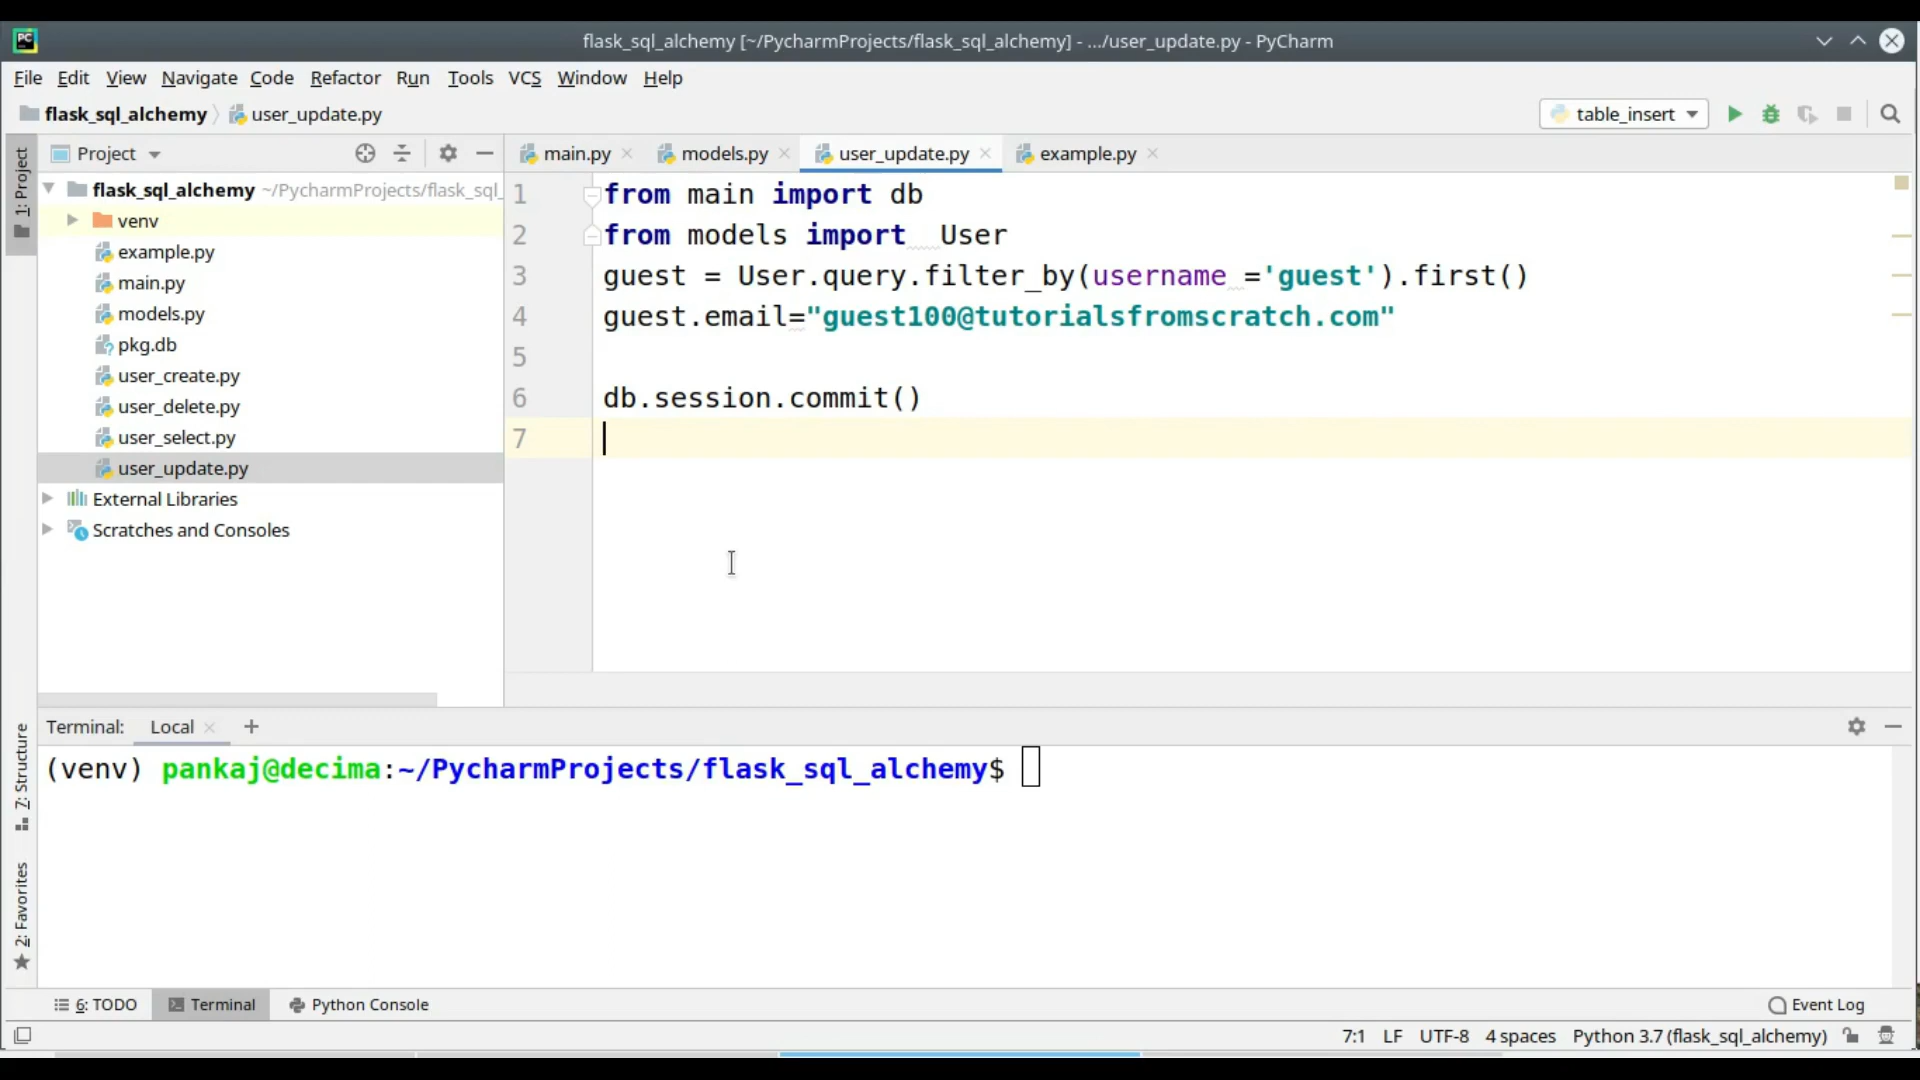 PC
flask_sql_alchemy [~/PycharmProjects/flask_sql_alchemy] - .../user_update.py - PyCharm
File Edit View Navigate Code Refactor Run Tools VCS Window Help
flask_sql_alchemy user_update.py table_insert
1: Project
Project
main.py models.py user_update.py example.py
flask_sql_alchemy ~/PycharmProjects/flask_sql_
venv
example.py
main.py
models.py
pkg.db
user_create.py
user_delete.py
user_select.py
user_update.py
External Libraries
Scratches and Consoles
1 from main import db
2 from models import  User
3 guest = User.query.filter_by(username ='guest').first()
4 guest.email="guest100@tutorialsfromscratch.com"
5
6 db.session.commit()
7
7: Structure
2: Favorites
Terminal: Local +
(venv) pankaj@decima:~/PycharmProjects/flask_sql_alchemy$
6: TODO Terminal Python Console Event Log
7:1 LF UTF-8 4 spaces Python 3.7 (flask_sql_alchemy)